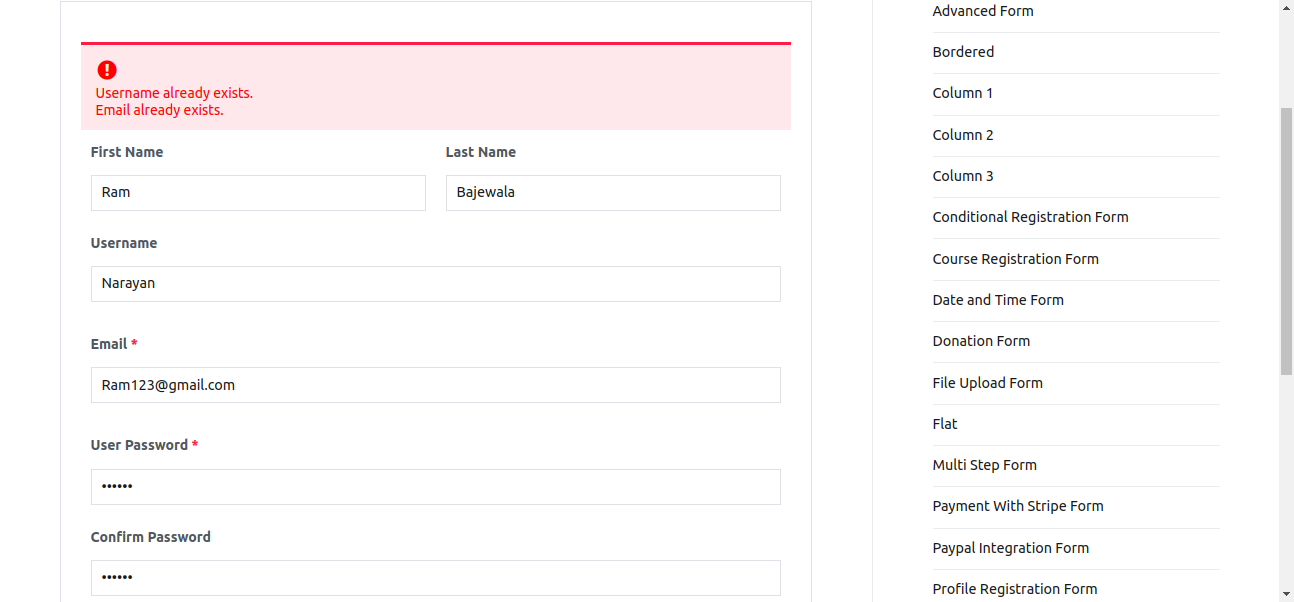 Username already exists.
Email already exists.
First Name
Last Name
Ram
Bajewala
Username
Narayan
Email *
Ram123@gmail.com
User Password *
••••••
Confirm Password
••••••
Advanced Form
Bordered
Column 1
Column 2
Column 3
Conditional Registration Form
Course Registration Form
Date and Time Form
Donation Form
File Upload Form
Flat
Multi Step Form
Payment With Stripe Form
Paypal Integration Form
Profile Registration Form